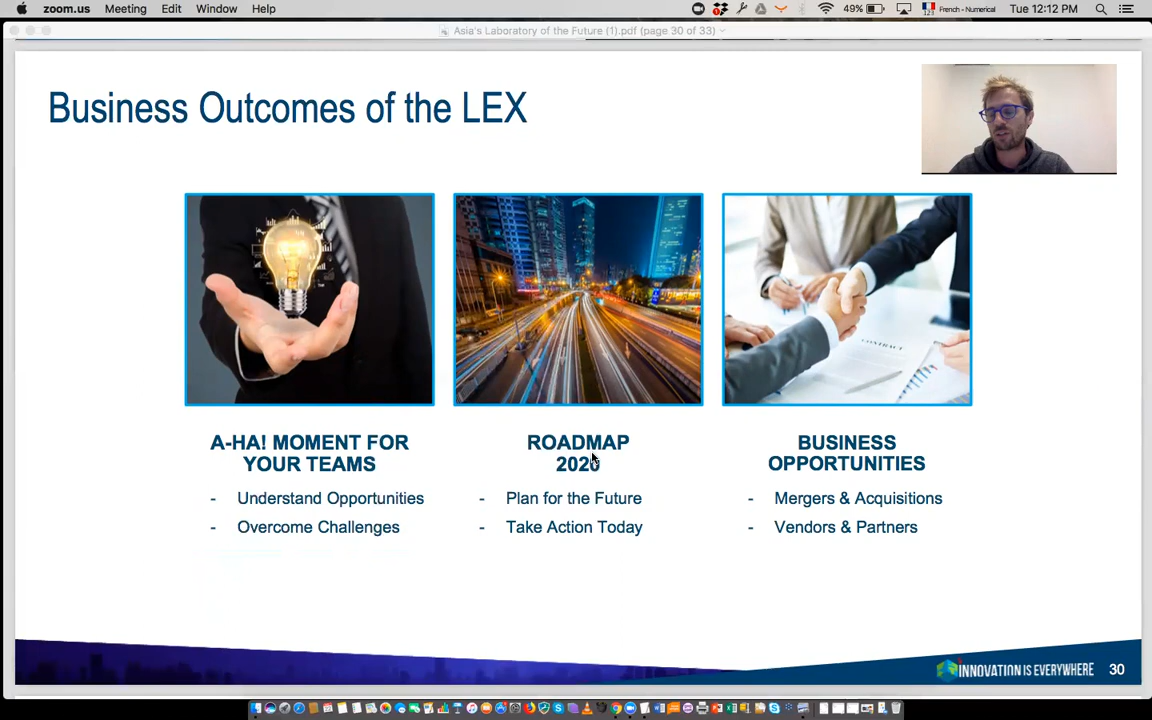 zoom.us Meeting Edit Window Help 49% French - Numerical Tue 12:12 PM
Asia's Laboratory of the Future (1).pdf (page 30 of 33)
Business Outcomes of the LEX
CONTRACT
A-HA! MOMENT FOR
YOUR TEAMS
- Understand Opportunities
- Overcome Challenges
ROADMAP
2020
- Plan for the Future
- Take Action Today
BUSINESS
OPPORTUNITIES
- Mergers & Acquisitions
- Vendors & Partners
INNOVATION IS EVERYWHERE 30